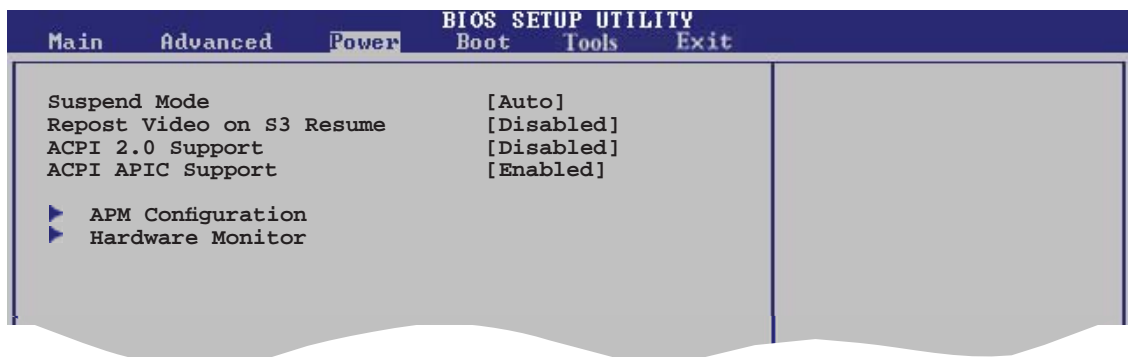 BIOS SETUP UTILITY
Main Advanced Power Boot Tools Exit
Suspend Mode [Auto]
Repost Video on S3 Resume [Disabled]
ACPI 2.0 Support [Disabled]
ACPI APIC Support [Enabled]
APM Configuration
Hardware Monitor